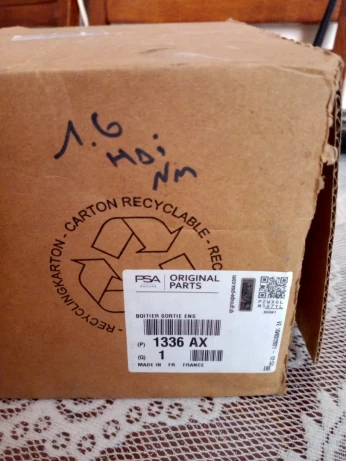 1.6
HDi
NM
CARTON RECYCLABLE -
RECYCLINGKARTON -
PSA
ORIGINAL
PARTS
BOITIER SORTIE ENS
(P) 1336 AX
(Q) 1
MADE IN FR FRANCE